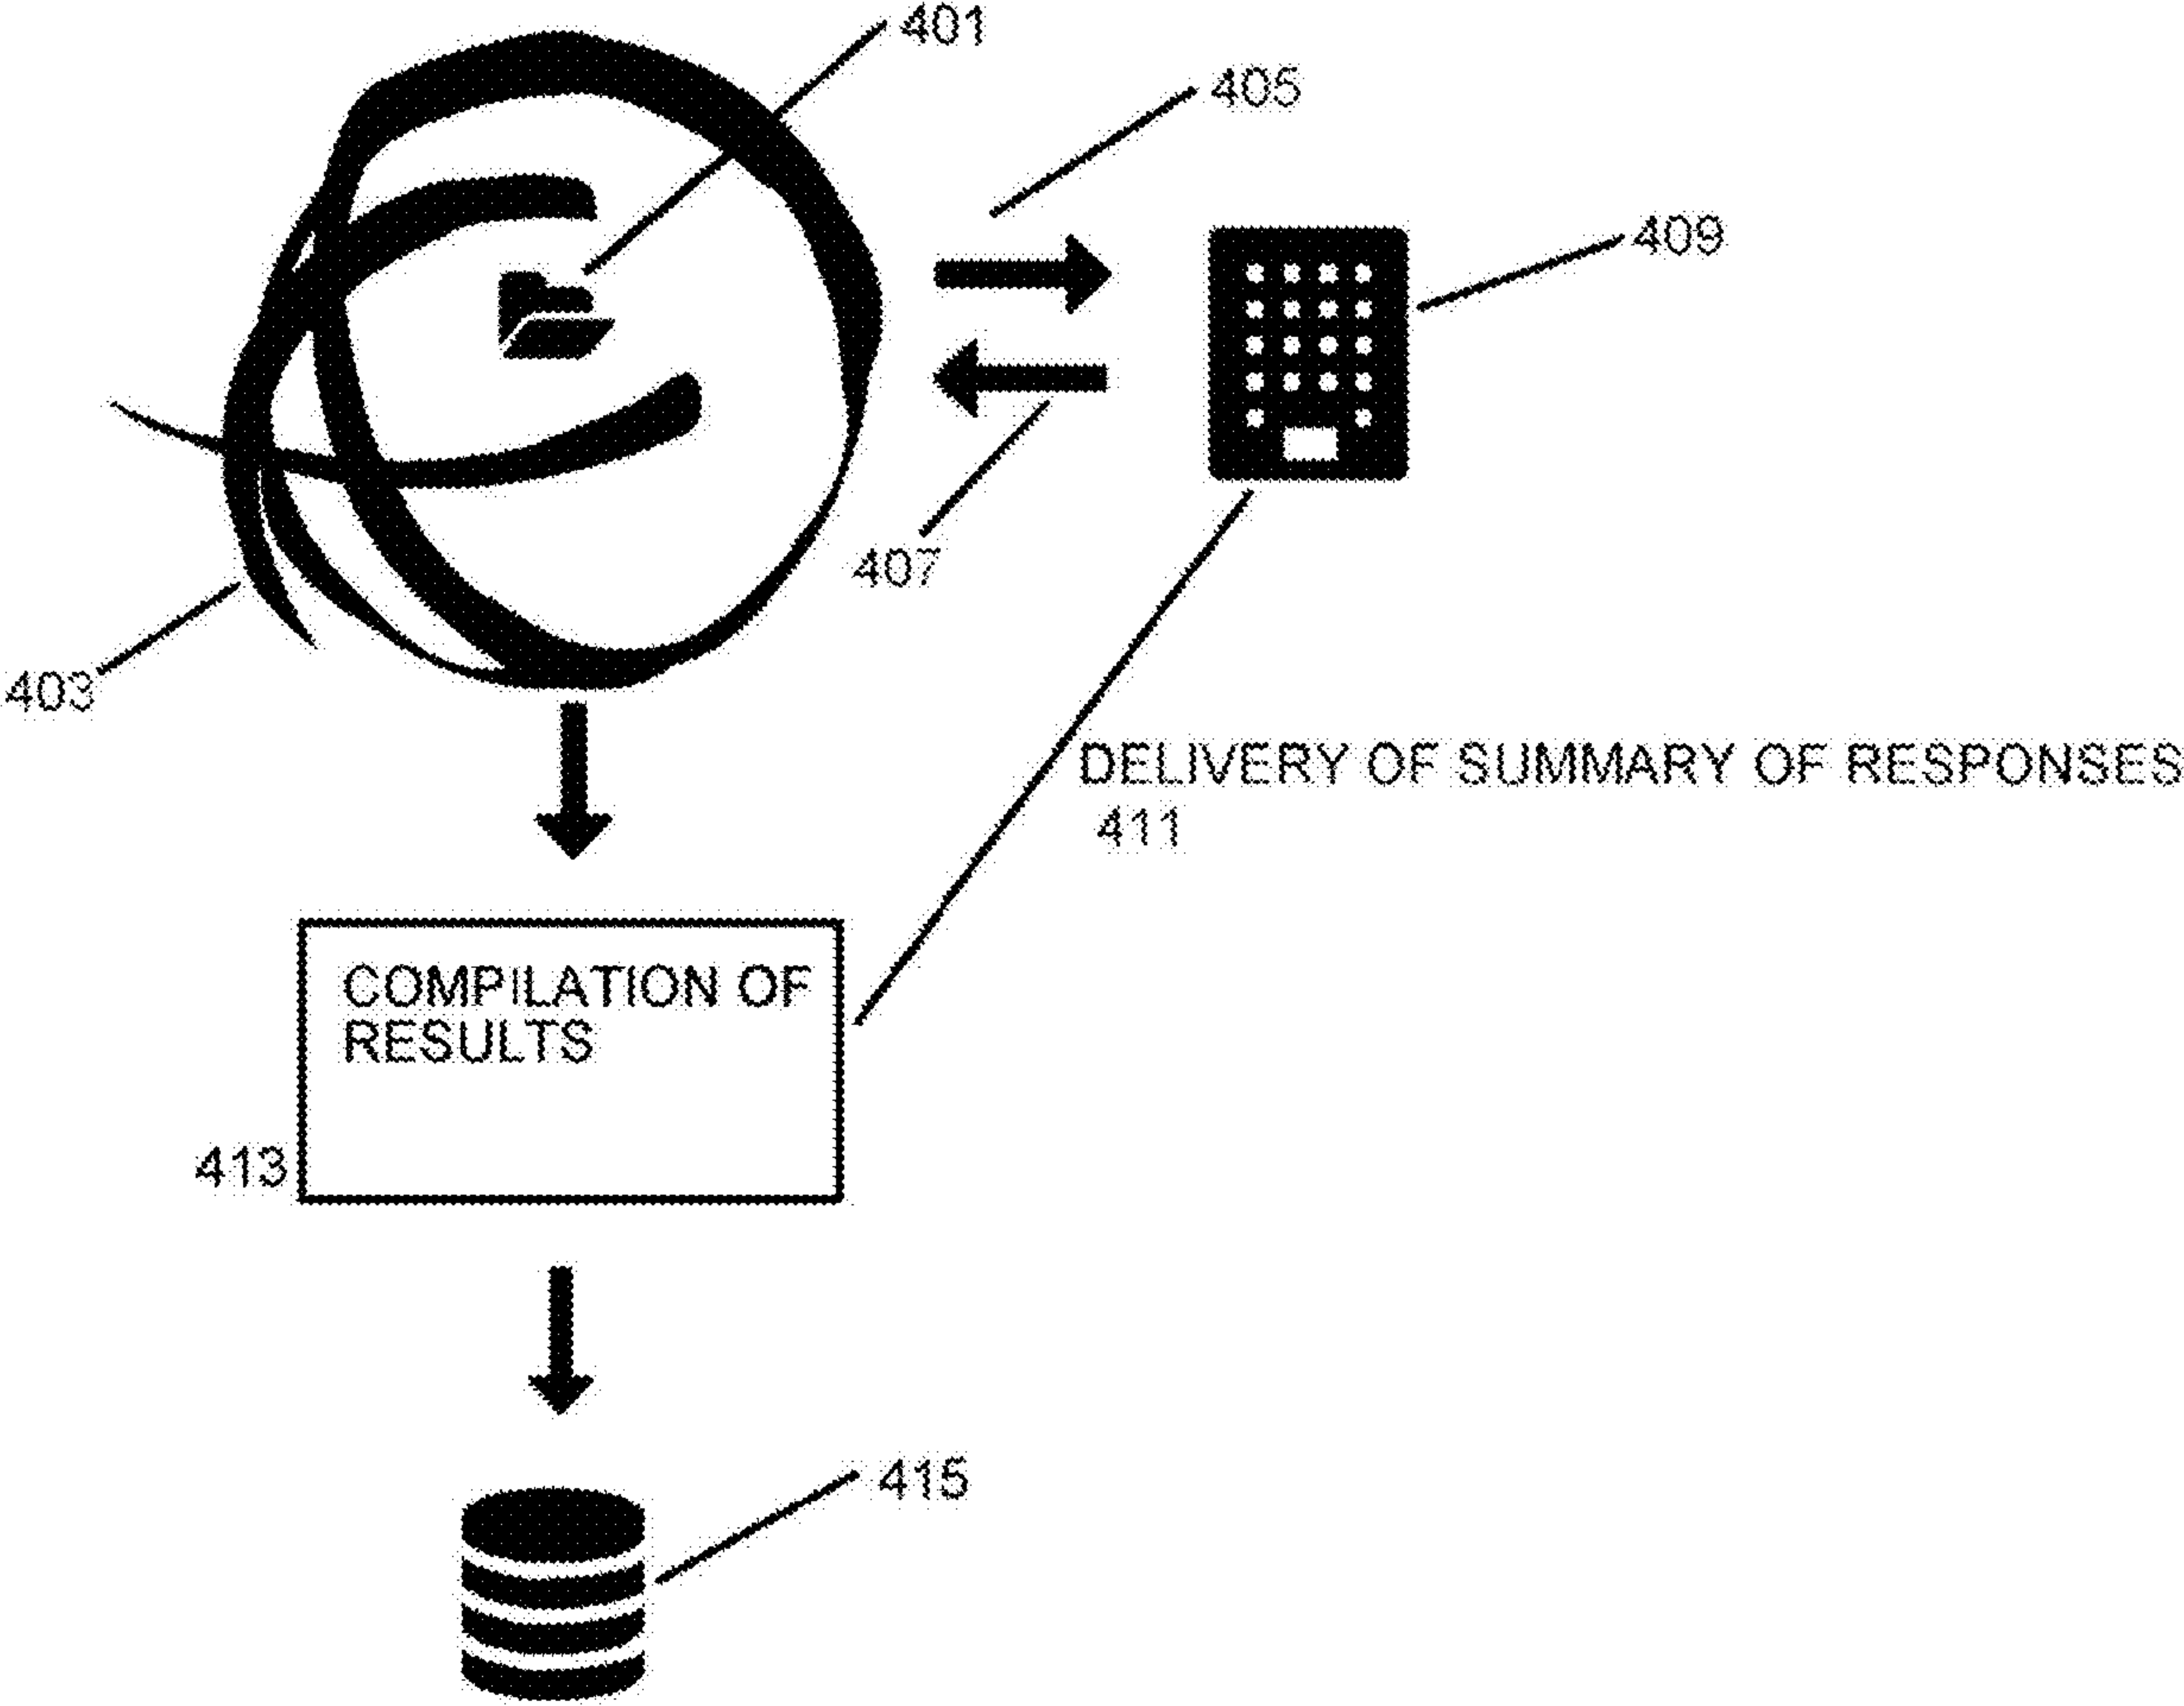 401
405
409
407
403
DELIVERY OF SUMMARY OF RESPONSES
411
COMPILATION OF
RESULTS
413
415